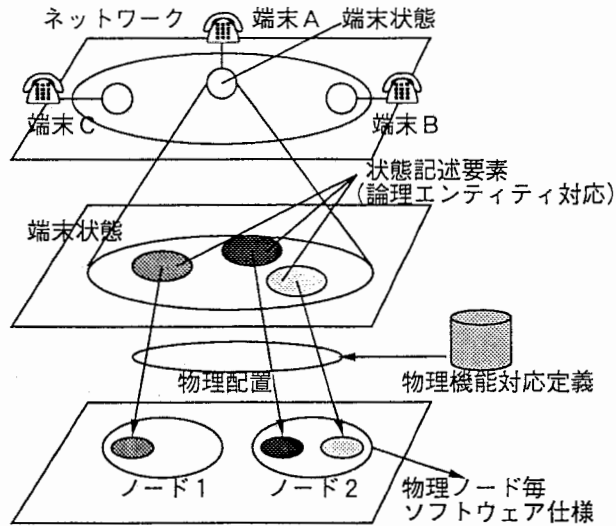 ネットワーク
端末A
端末状態
端末C
端末B
状態記述要素
(論理エンティティ対応)
端末状態
物理配置
物理機能対応定義
ノード1
ノード2
物理ノード毎
ソフトウェア仕様